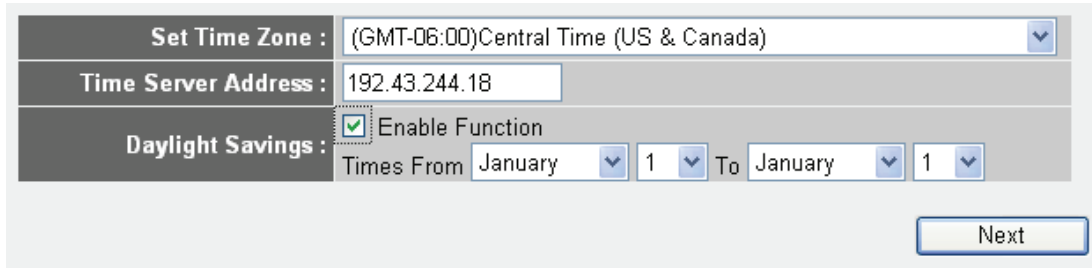 Set Time Zone : (GMT-06:00)Central Time (US & Canada)
Time Server Address : 192.43.244.18
Daylight Savings : Enable Function
Times From January 1 To January 1
Next